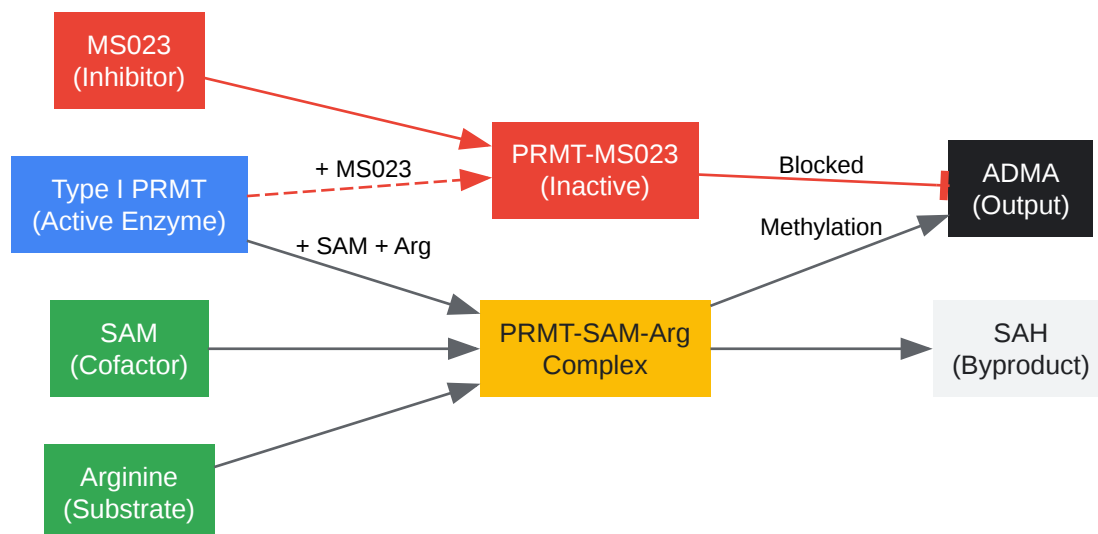 MS023
(Inhibitor)
Type I PRMT
(Active Enzyme)
+ MS023
+ SAM + Arg
SAM
(Cofactor)
Arginine
(Substrate)
PRMT-MS023
(Inactive)
PRMT-SAM-Arg
Complex
Blocked
Methylation
ADMA
(Output)
SAH
(Byproduct)